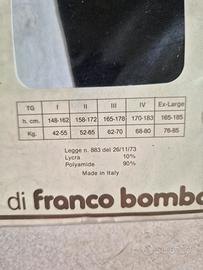 TG I II III IV Ex-Large
h. cm. 148-162 158-172 165-178 170-183 165-185
Kg. 42-55 52-65 62-70 68-80 76-85
Legge n. 883 del 26/11/73
Lycra 10%
Polyamide 90%
Made in Italy
di franco bomba